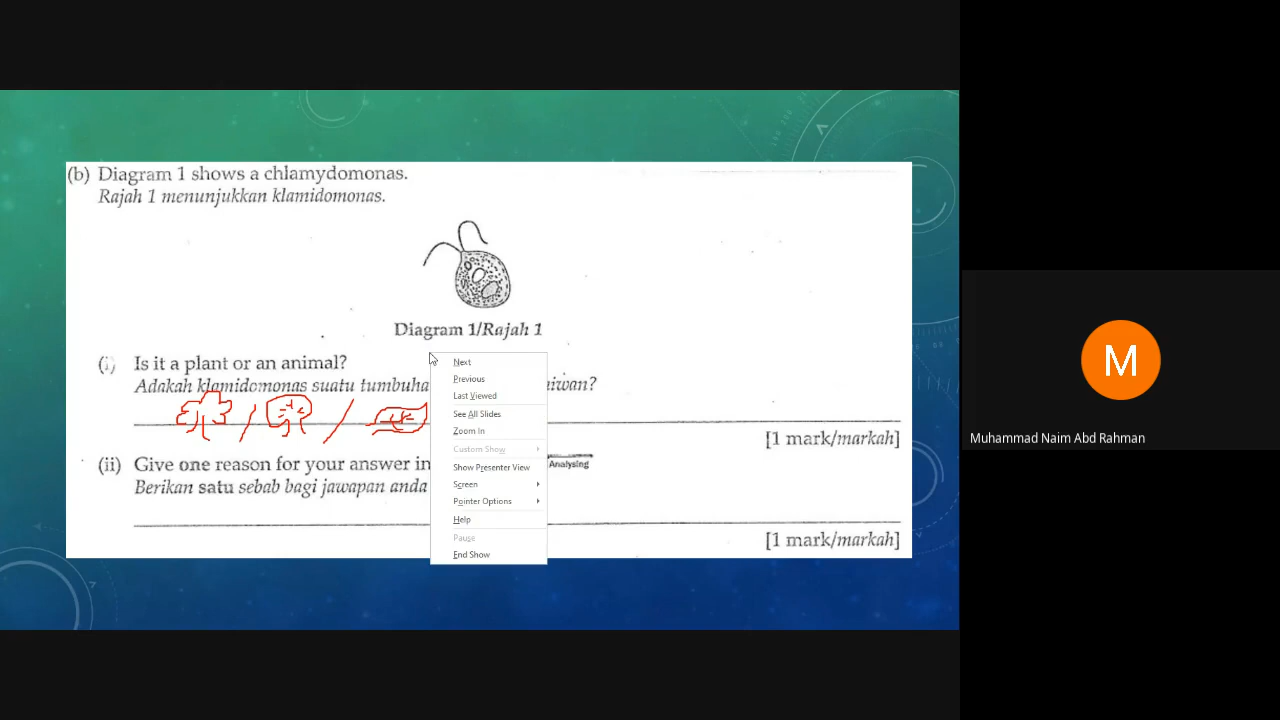 (b) Diagram 1 shows a chlamydomonas.
Rajah 1 menunjukkan klamidomonas.
Diagram 1/Rajah 1
(i) Is it a plant or an animal?
Adakah klamidomonas suatu tumbuha
aiwan?
[1 mark/markah]
(ii) Give one reason for your answer in
Analysing
Berikan satu sebab bagi jawapan anda
[1 mark/markah]
Next
Previous
Last Viewed
See All Slides
Zoom In
Custom Show
Show Presenter View
Screen
Pointer Options
Help
Pause
End Show
M
Muhammad Naim Abd Rahman